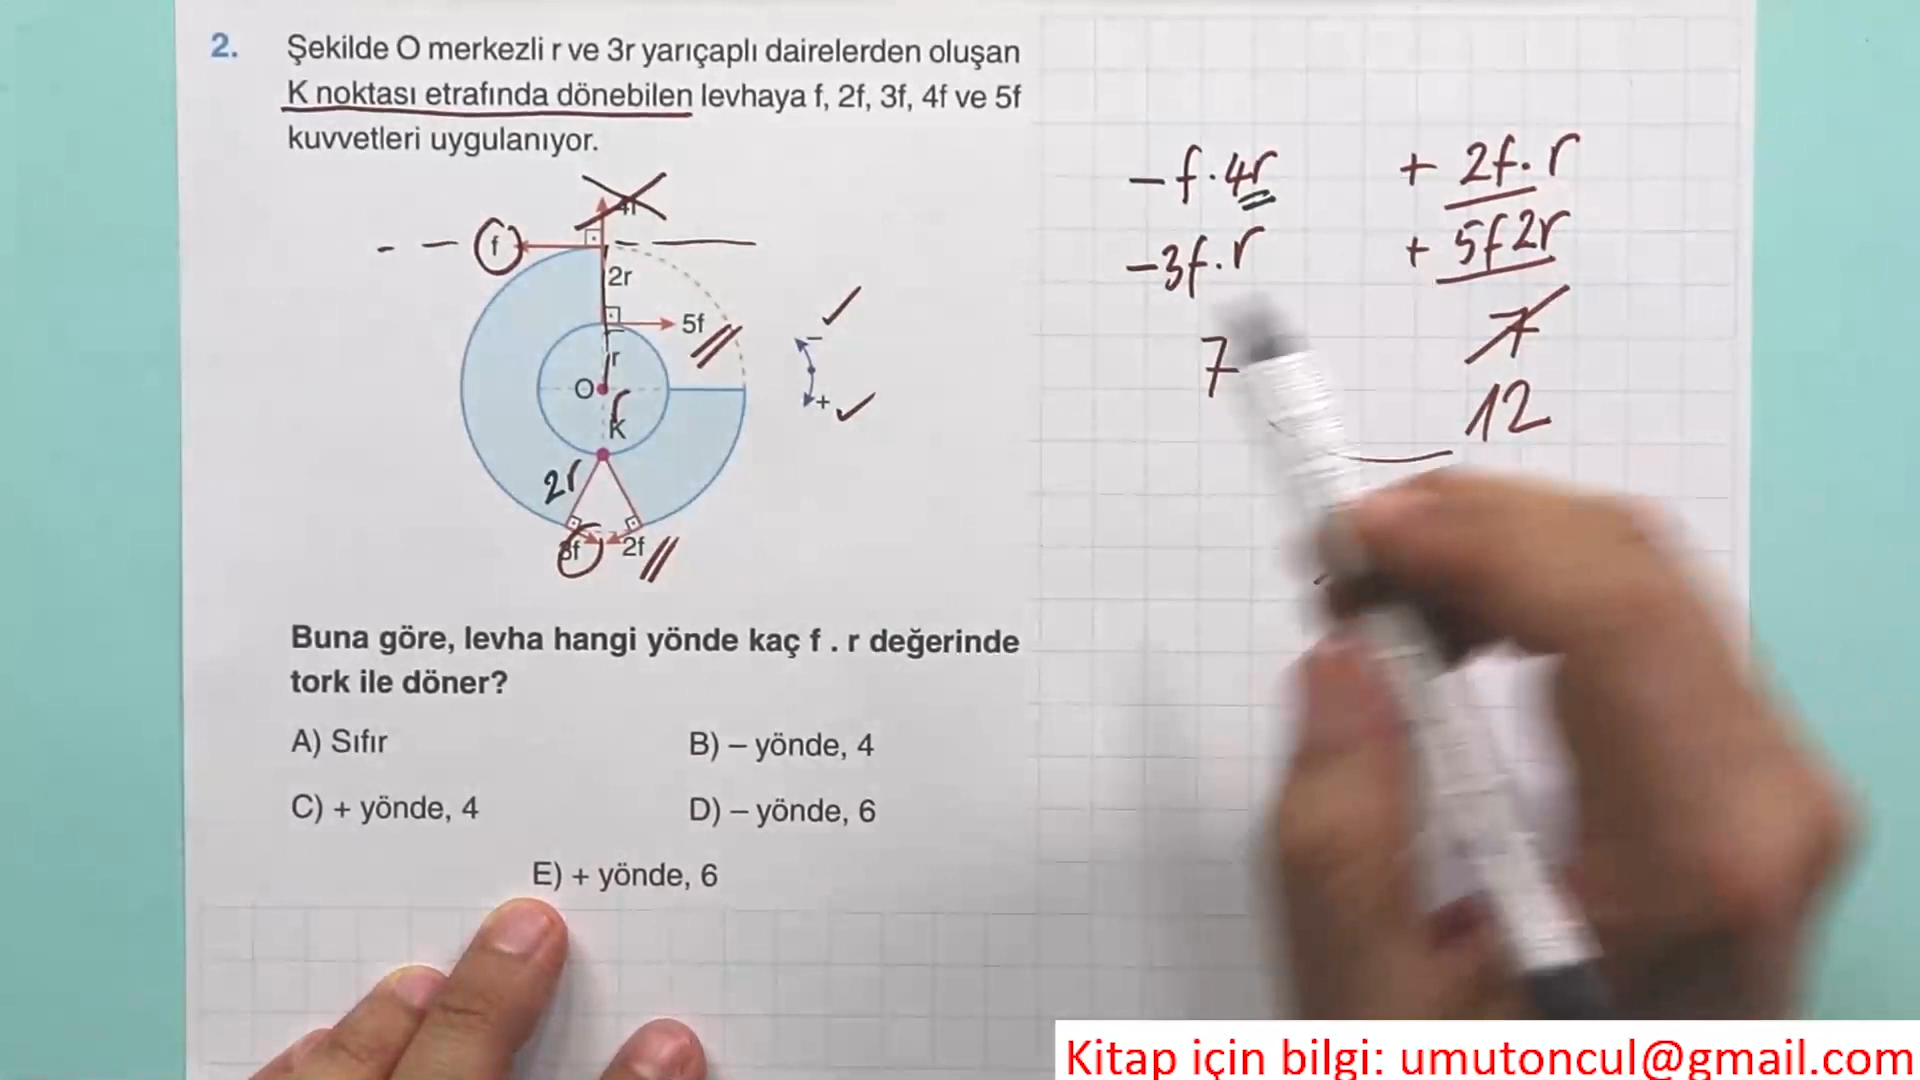 2. Şekilde O merkezli r ve 3r yarıçaplı dairelerden oluşan
K noktası etrafında dönebilen levhaya f, 2f, 3f, 4f ve 5f
kuvvetleri uygulanıyor.
4f
f
2r
5f
r
O
r
K
2r
3f
2f
–
+
Buna göre, levha hangi yönde kaç f . r değerinde
tork ile döner?
A) Sıfır
B) – yönde, 4
C) + yönde, 4
D) – yönde, 6
E) + yönde, 6
– f . 4r
– 3f . r
7
+ 2f . r
+ 5f 2r
7
12
Kitap için bilgi: umutoncul@gmail.com